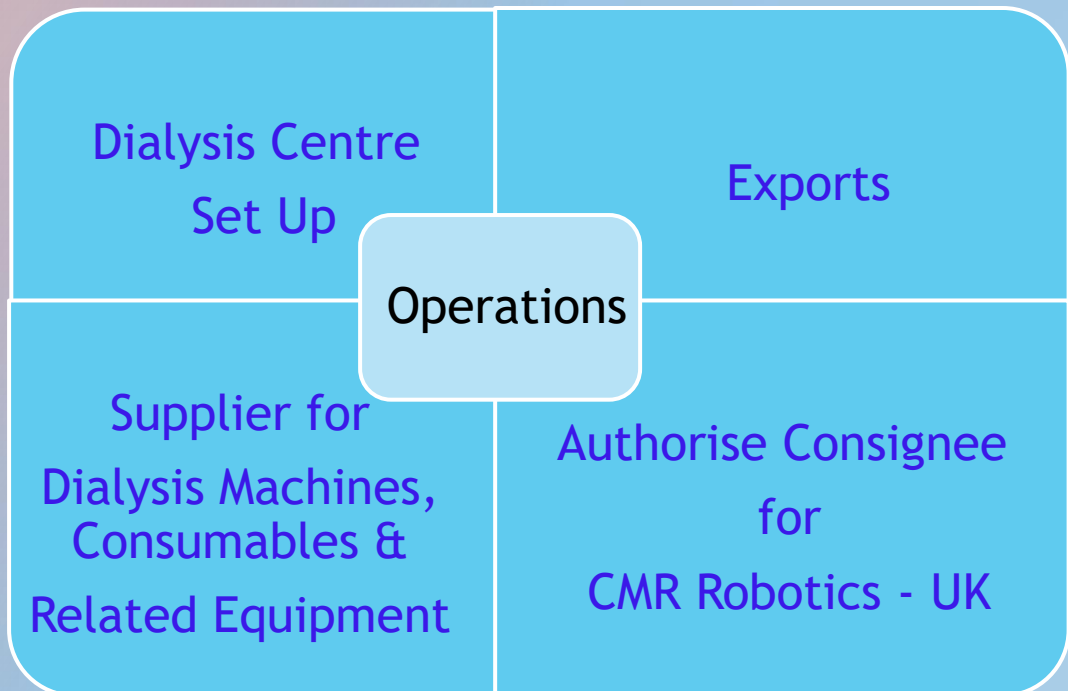 Dialysis Centre
Set Up
Exports
Operations
Supplier for
Dialysis Machines,
Consumables &
Related Equipment
Authorise Consignee
for
CMR Robotics - UK